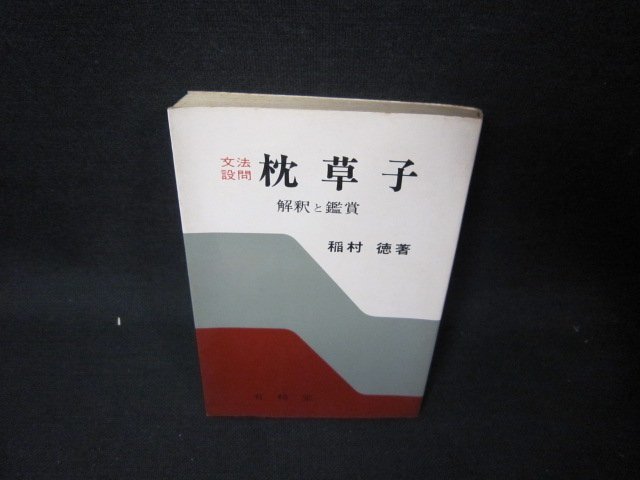 文法
設問 枕草子
解釈と鑑賞
稲村 徳著